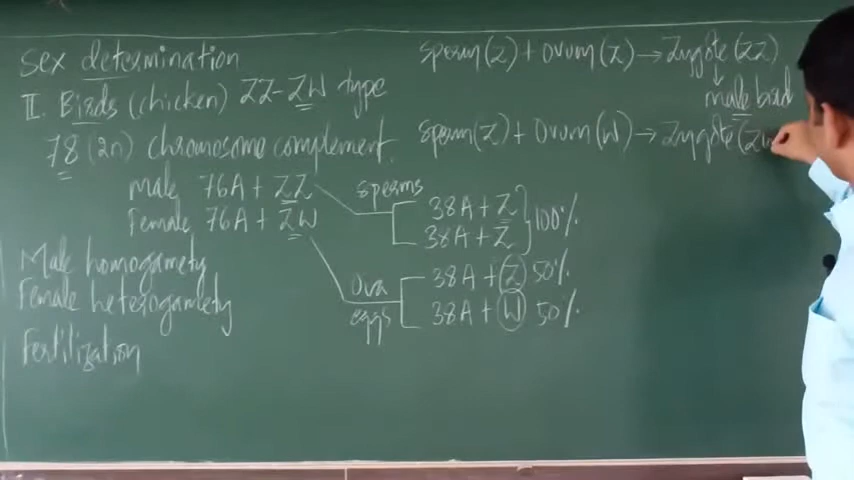 Sex determination
II. Birds (chicken) ZZ-ZW type
78 (2n) chromosome complement.
male 76A + ZZ
Female 76A + ZW
Male homogamety
Female heterogamety
Fertilization
sperms
38A + Z
38A + Z
100%
ova
eggs
38A + Z 50%
38A + W 50%
Sperm(Z) + Ovum(Z) → Zygote (ZZ)
↓
male bird
Sperm(Z) + Ovum(W) → Zygote (ZW